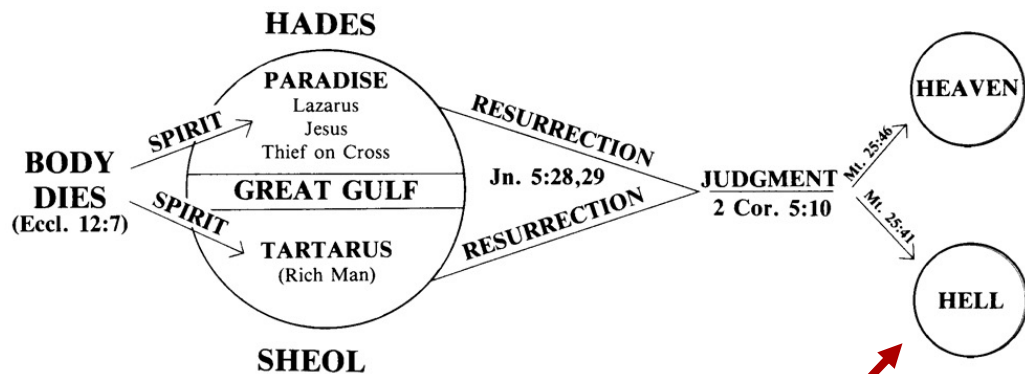 HADES
PARADISE
Lazarus
Jesus
Thief on Cross
SPIRIT
BODY
DIES
(Eccl. 12:7)
GREAT GULF
SPIRIT
TARTARUS
(Rich Man)
SHEOL
RESURRECTION
Jn. 5:28,29
RESURRECTION
JUDGMENT
2 Cor. 5:10
Mt. 25:46
HEAVEN
Mt. 25:41
HELL